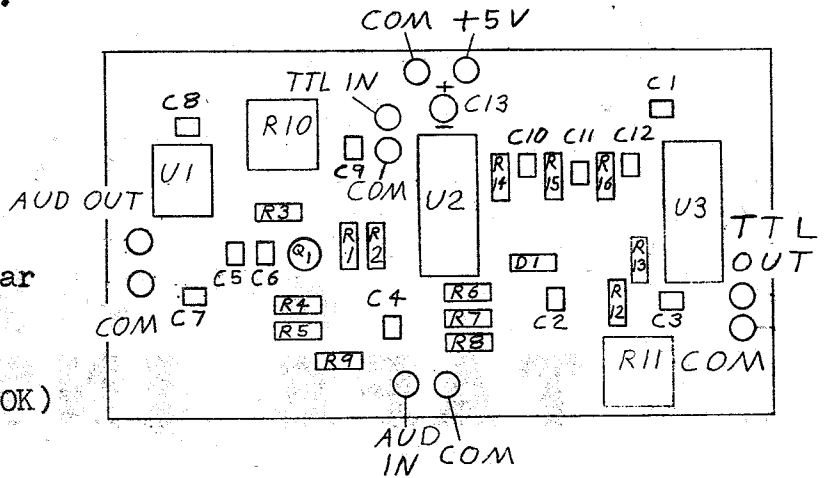 COM +5V
TTL IN
+
C13
–
C1
C8
R10
C9
COM
C10
C11
C12
U1
U2
R14
R15
R16
U3
AUD OUT
R3
R1
R2
Q1
TTL OUT
ar
C5
C6
D1
R13
COM
C7
R4
C4
R6
C2
R12
C3
R5
R7
R8
R9
R11
COM
OK)
AUD IN
COM